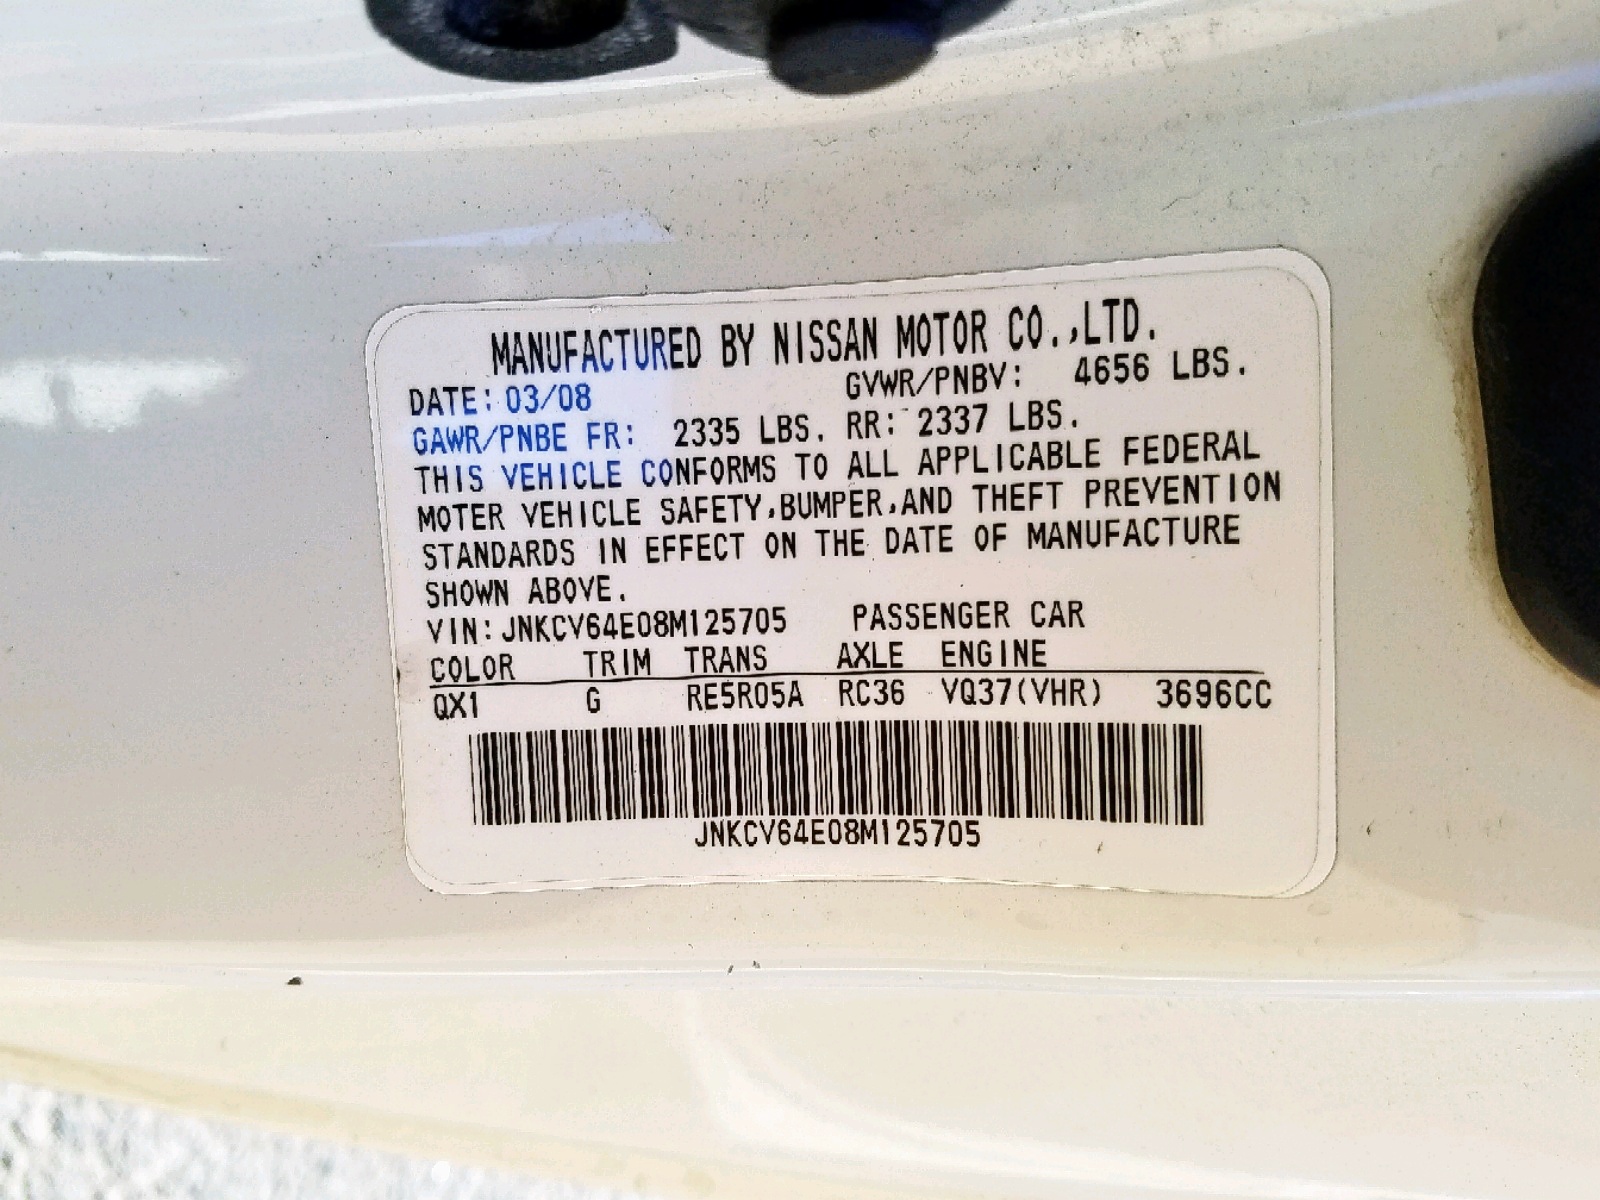 MANUFACTURED BY NISSAN MOTOR CO.,LTD.
DATE: 03/08 GVWR/PNBV: 4656 LBS.
GAWR/PNBE FR: 2335 LBS. RR: 2337 LBS.
THIS VEHICLE CONFORMS TO ALL APPLICABLE FEDERAL
MOTER VEHICLE SAFETY,BUMPER,AND THEFT PREVENTION
STANDARDS IN EFFECT ON THE DATE OF MANUFACTURE
SHOWN ABOVE.
VIN: JNKCV64E08M125705 PASSENGER CAR
COLOR TRIM TRANS AXLE ENGINE
QX1 G RE5R05A RC36 VQ37(VHR) 3696CC
JNKCV64E08M125705